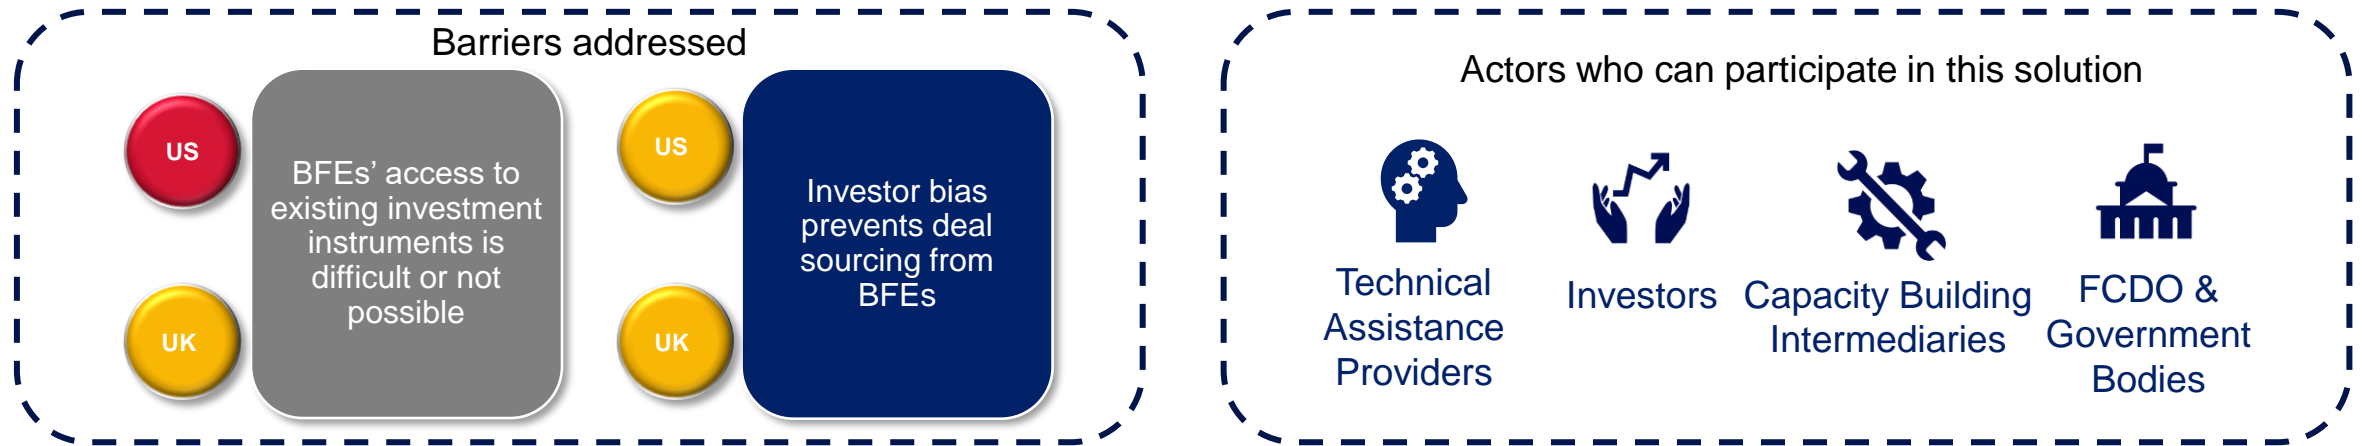 Barriers addressed
US
UK
BFEs’ access to
existing investment
instruments is
difficult or not
possible
US
UK
Investor bias
prevents deal
sourcing from
BFEs
Actors who can participate in this solution
Technical
Assistance
Providers
Investors
Capacity Building
Intermediaries
FCDO &
Government
Bodies